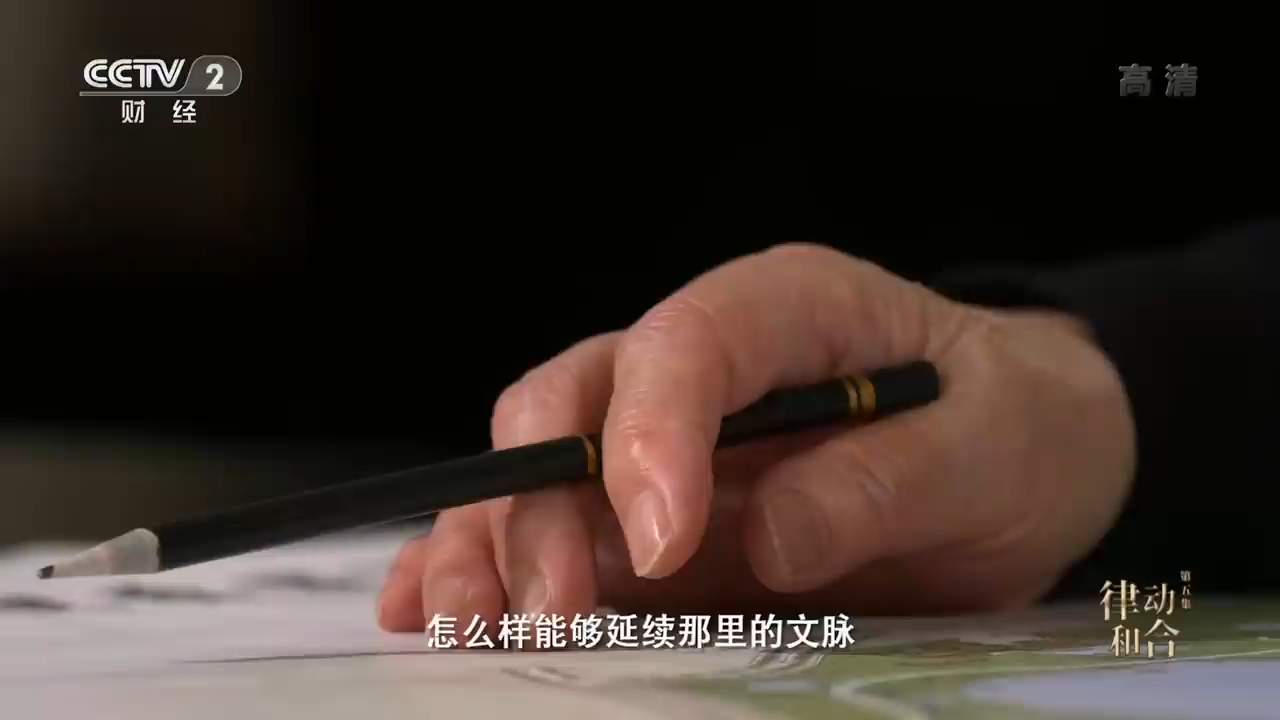 CCTV 2
财 经
高 清
第五集
律动
和合
怎么样能够延续那里的文脉